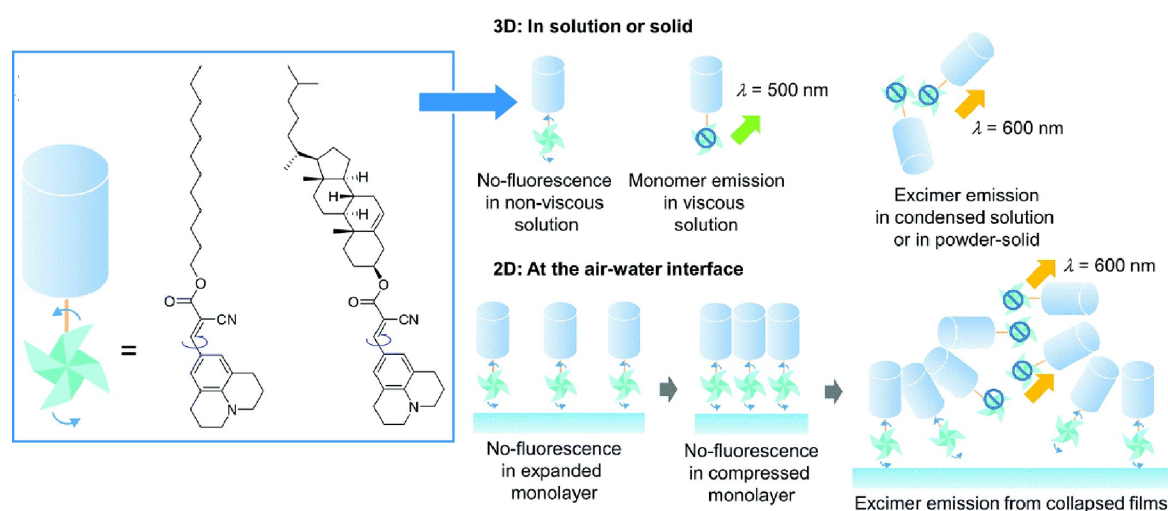 3D: In solution or solid
λ = 500 nm
λ = 600 nm
No-fluorescence
in non-viscous
solution
Monomer emission
in viscous
solution
Excimer emission
in condensed solution
or in powder-solid
H
H
H
O
O
CN
N
O
O
CN
N
=
2D: At the air-water interface
λ = 600 nm
No-fluorescence
in expanded
monolayer
No-fluorescence
in compressed
monolayer
Excimer emission from collapsed films